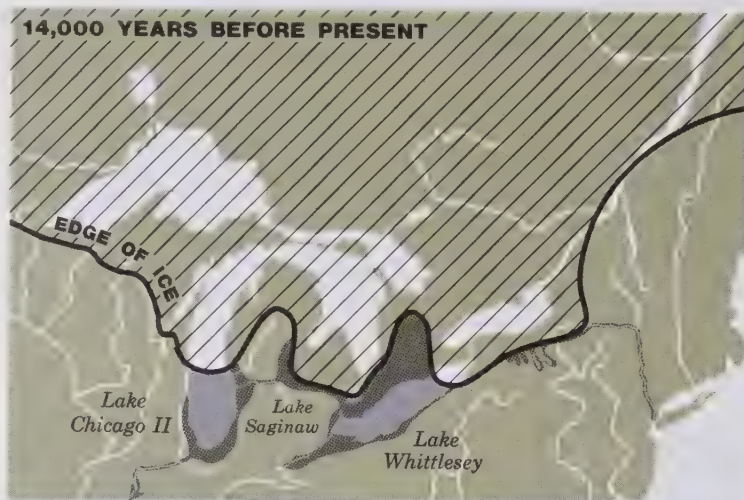 14,000 YEARS BEFORE PRESENT
EDGE OF ICE
Lake
Chicago II
Lake
Saginaw
Lake
Whittlesey